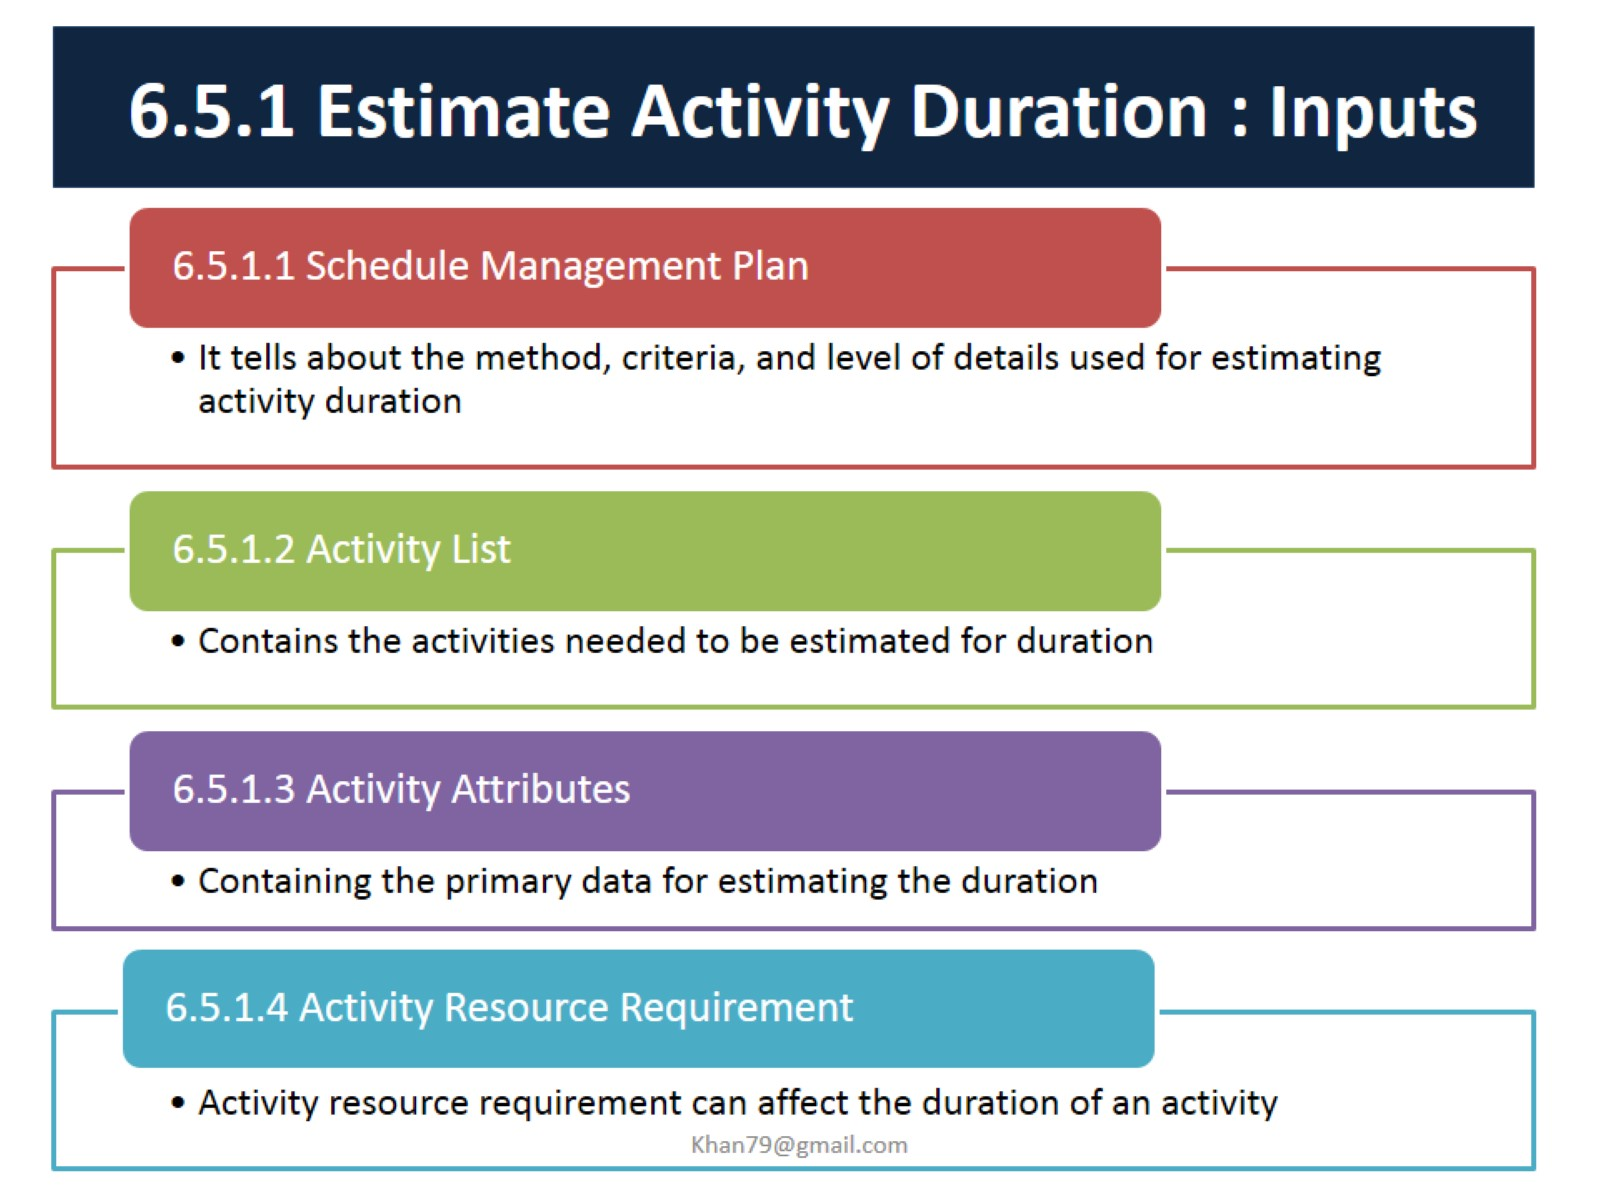 6.5.1 Estimate Activity Duration : Inputs
6.5.1.1 Schedule Management Plan
• It tells about the method, criteria, and level of details used for estimating
activity duration
6.5.1.2 Activity List
• Contains the activities needed to be estimated for duration
6.5.1.3 Activity Attributes
• Containing the primary data for estimating the duration
6.5.1.4 Activity Resource Requirement
• Activity resource requirement can affect the duration of an activity
Khan79@gmail.com